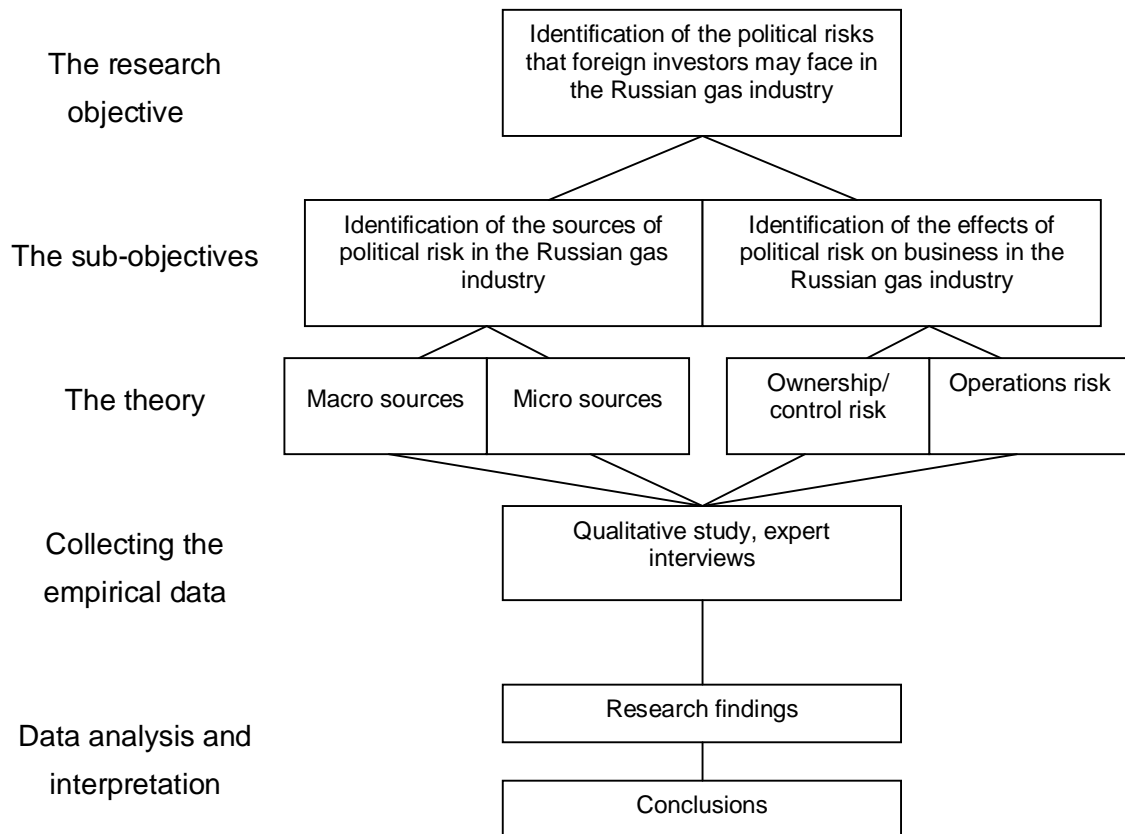 The research
objective
Identification of the political risks
that foreign investors may face in
the Russian gas industry
The sub-objectives
Identification of the sources of
political risk in the Russian gas
industry
Identification of the effects of
political risk on business in the
Russian gas industry
The theory
Macro sources
Micro sources
Ownership/
control risk
Operations risk
Collecting the
empirical data
Qualitative study, expert
interviews
Data analysis and
interpretation
Research findings
Conclusions